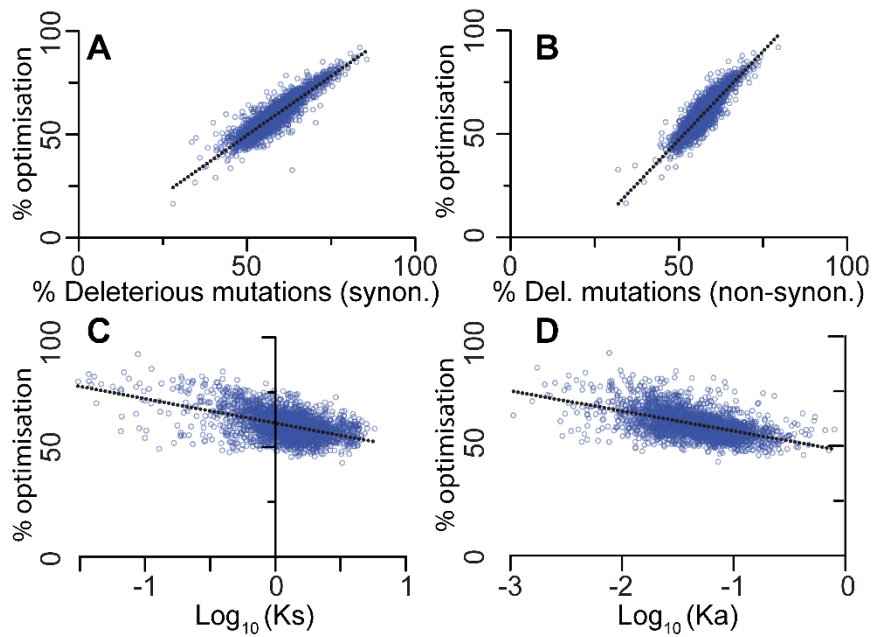 A
100
50
0
% optimisation
0
50
100
% Deleterious mutations (synon.)
B
100
50
0
% optimisation
0
50
100
% Del. mutations (non-synon.)
C
100
50
0
% optimisation
-1
0
1
Log10 (Ks)
D
100
50
0
% optimisation
-3
-2
-1
0
Log10 (Ka)